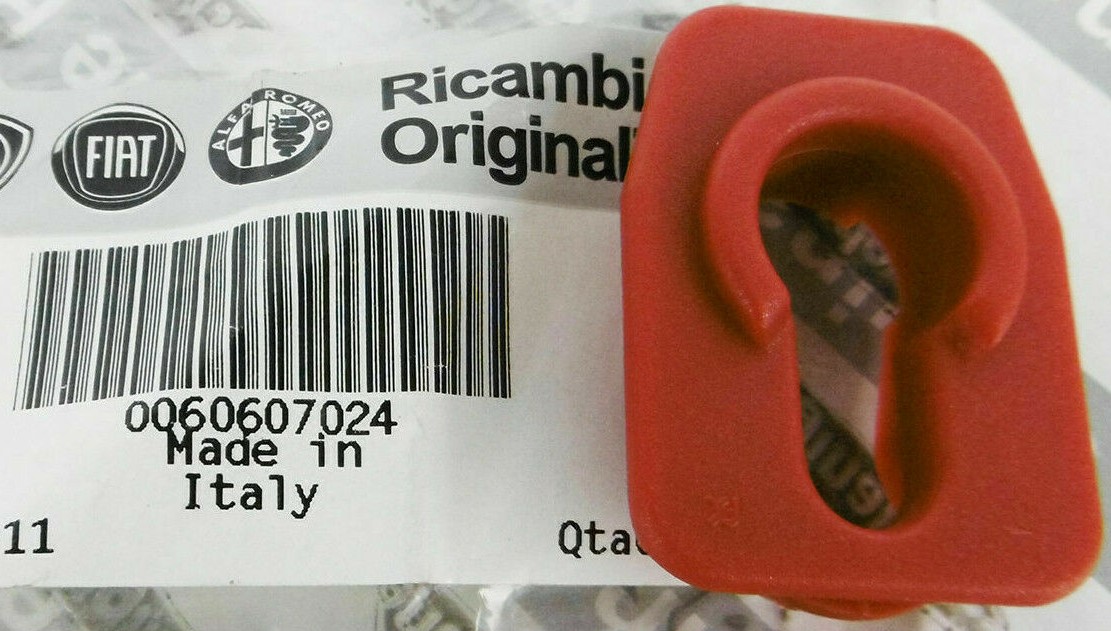 FIAT
ALFA ROMEO
Ricambi
Original
0060607024
Made in
Italy
11
Qta